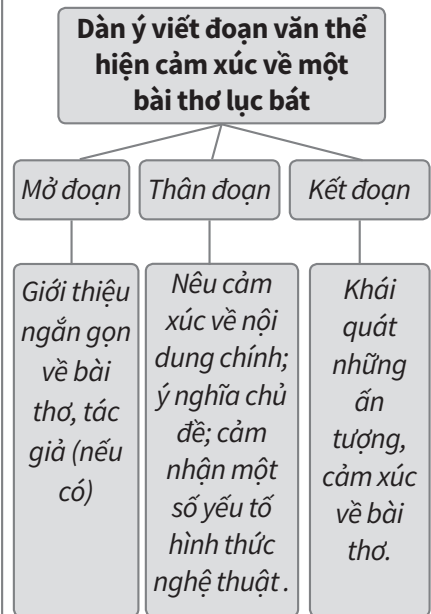 Dàn ý viết đoạn văn thể
hiện cảm xúc về một
bài thơ lục bát
Mở đoạn
Thân đoạn
Kết đoạn
Giới thiệu
ngắn gọn
về bài
thơ, tác
giả (nếu
có)
Nêu cảm
xúc về nội
dung chính;
ý nghĩa chủ
đề; cảm
nhận một
số yếu tố
hình thức
nghệ thuật .
Khái
quát
những
ấn
tượng,
cảm xúc
về bài
thơ.